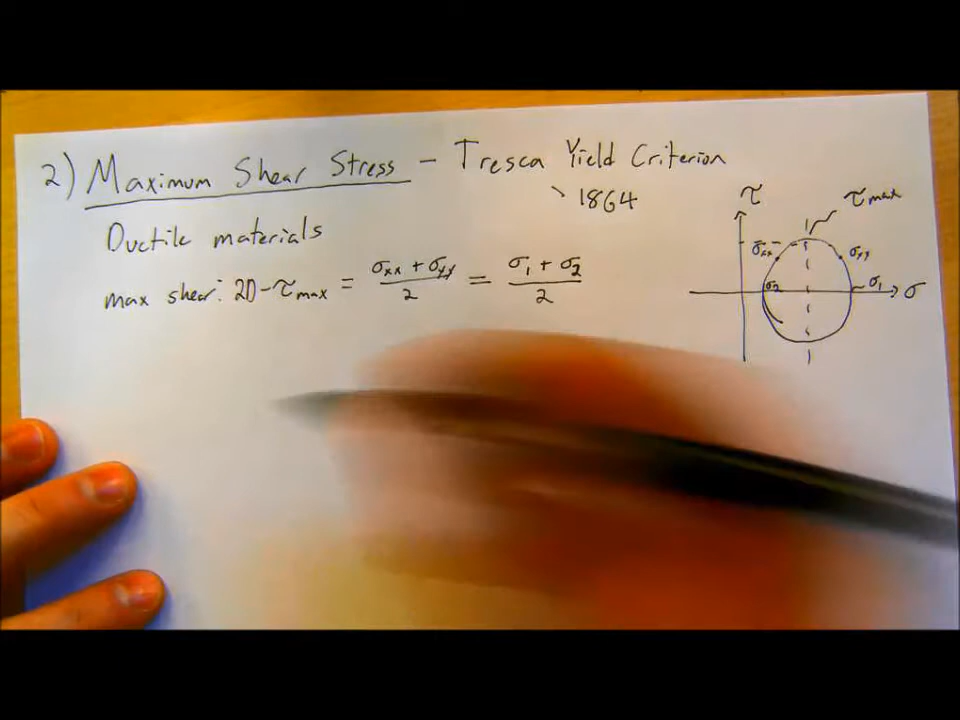 2) Maximum Shear Stress - Tresca Yield Criterion
1864
Ductile materials
max shear: 2D - τmax = σxx + σyy / 2 = σ1 + σ2 / 2
τ
τmax
σxx
σyy
σ2
σ1
σ